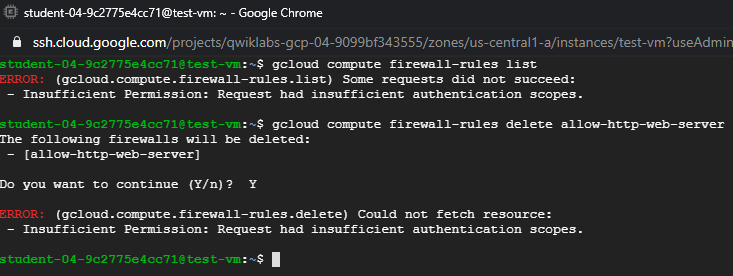 student-04-9c2775e4cc71@test-vm: ~ - Google Chrome
ssh.cloud.google.com/projects/qwiklabs-gcp-04-9099bf343555/zones/us-central1-a/instances/test-vm?useAdmin
student-04-9c2775e4cc71@test-vm:~$ gcloud compute firewall-rules list
ERROR: (gcloud.compute.firewall-rules.list) Some requests did not succeed:
 - Insufficient Permission: Request had insufficient authentication scopes.
student-04-9c2775e4cc71@test-vm:~$ gcloud compute firewall-rules delete allow-http-web-server
The following firewalls will be deleted:
 - [allow-http-web-server]
Do you want to continue (Y/n)?  Y
ERROR: (gcloud.compute.firewall-rules.delete) Could not fetch resource:
 - Insufficient Permission: Request had insufficient authentication scopes.
student-04-9c2775e4cc71@test-vm:~$